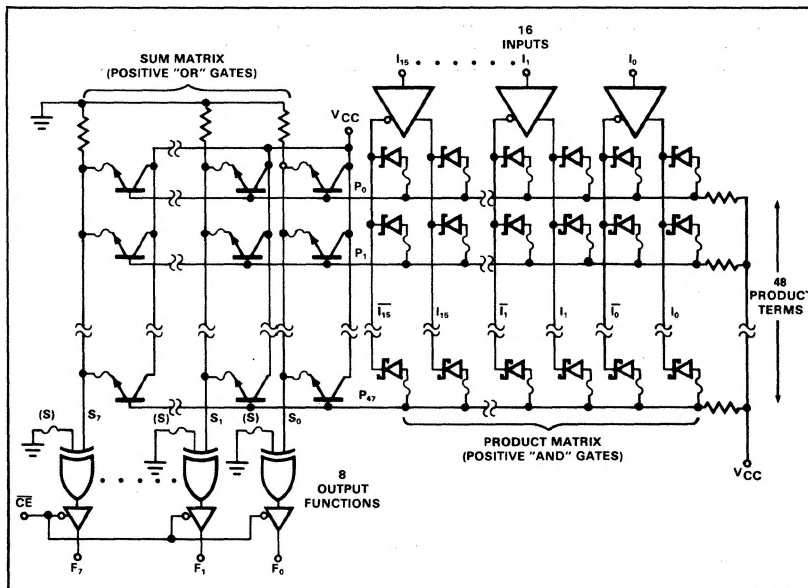 SUM MATRIX
(POSITIVE "OR" GATES)
16
INPUTS
I15 I1 I0
VCC
P0
P1
I15 I15 I1 I1 I0 I0
48
PRODUCT
TERMS
P47
(S) S7 (S) S1 (S) S0
PRODUCT MATRIX
(POSITIVE "AND" GATES)
VCC
8
OUTPUT
FUNCTIONS
CE
F7 F1 F0